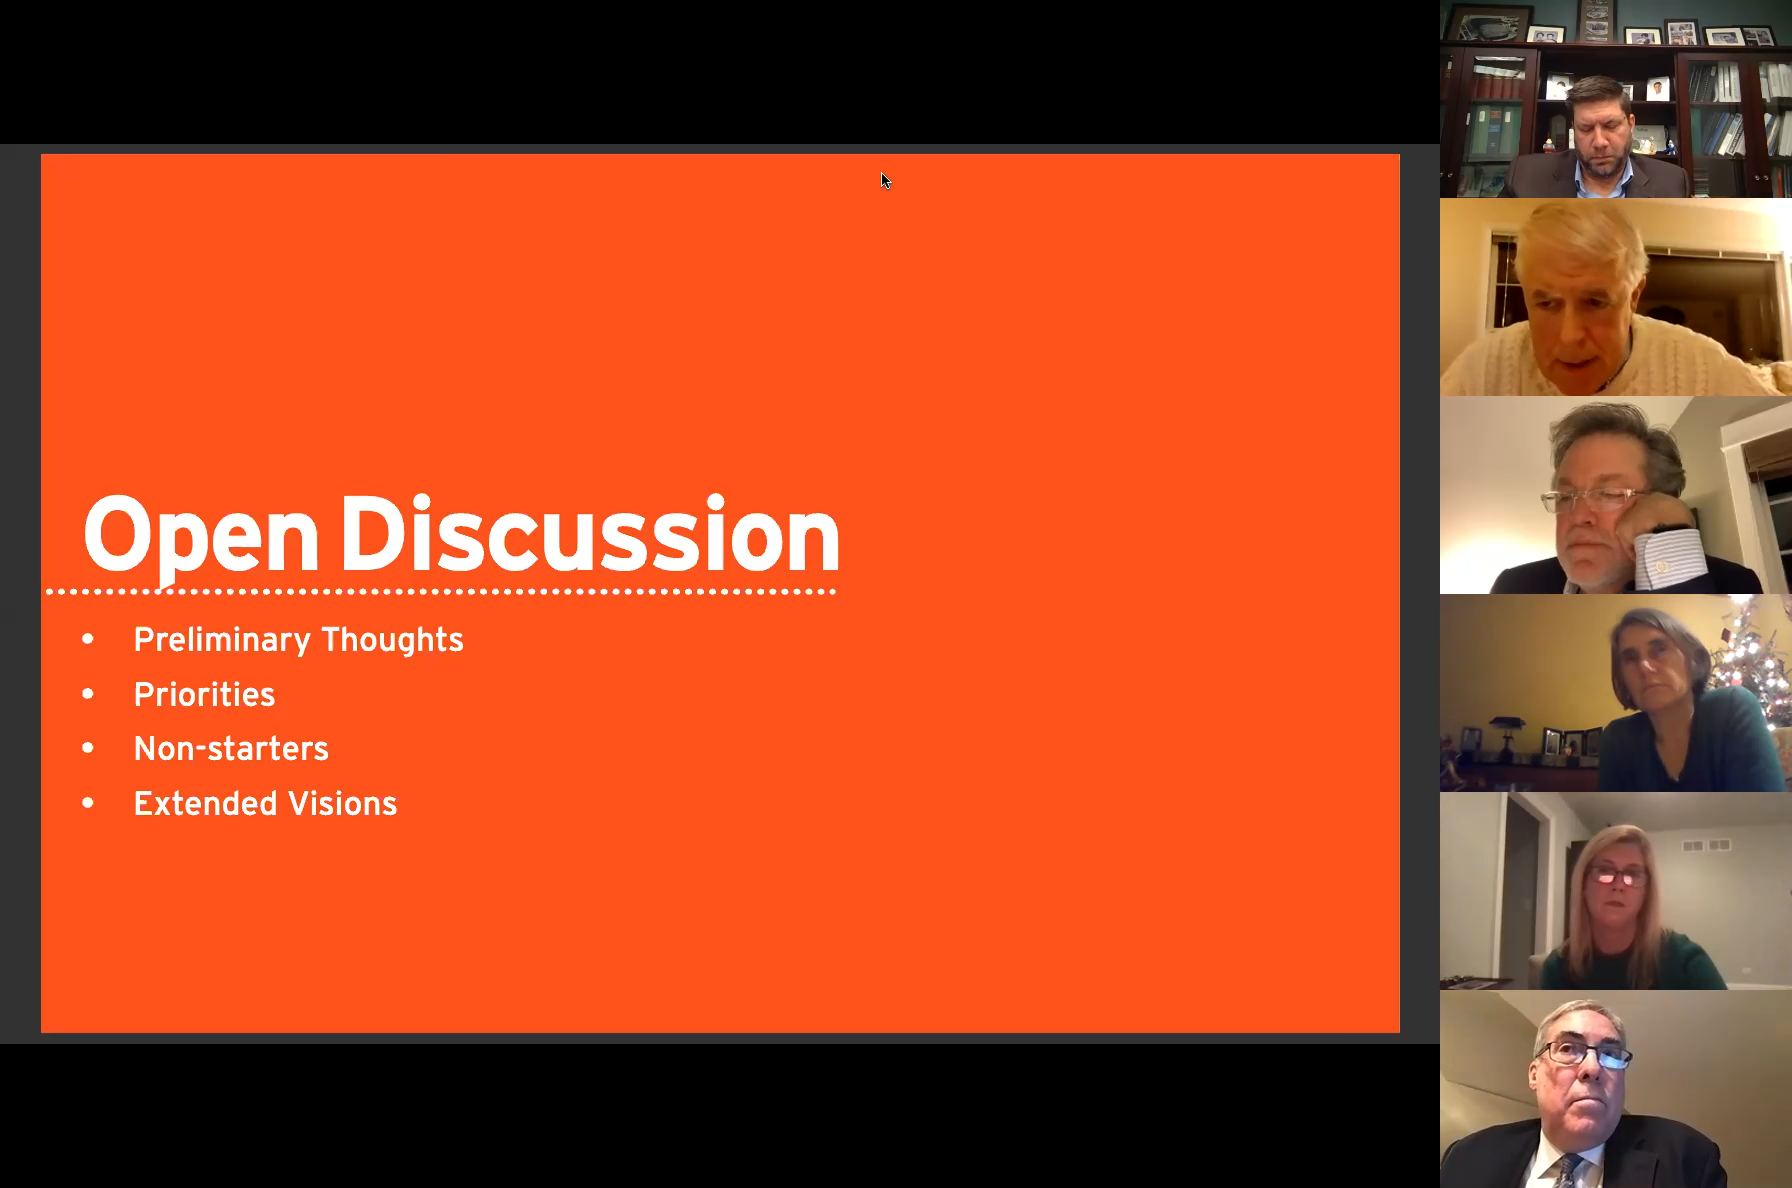 Open Discussion
• Preliminary Thoughts
• Priorities
• Non-starters
• Extended Visions